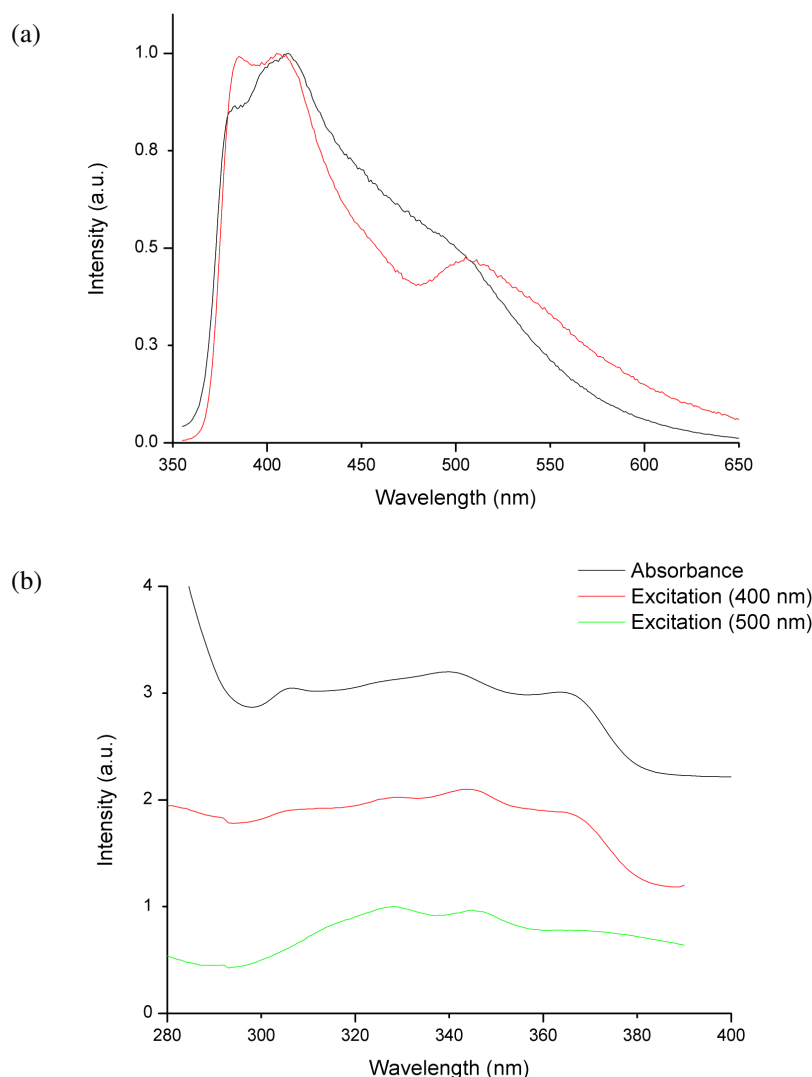 (a)
1.0
0.8
0.5
0.3
0.0
Intensity (a.u.)
350 400 450 500 550 600 650
Wavelength (nm)
(b)
Absorbance
Excitation (400 nm)
Excitation (500 nm)
4
3
2
1
0
Intensity (a.u.)
280 300 320 340 360 380 400
Wavelength (nm)